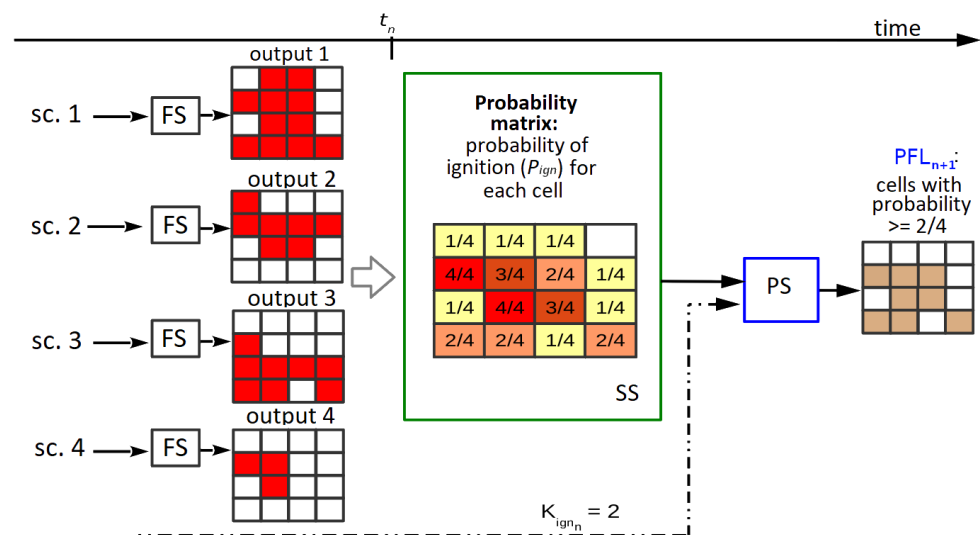 t_n
time
output 1
sc. 1
FS
output 2
sc. 2
FS
output 3
sc. 3
FS
output 4
sc. 4
FS
Probability
matrix:
probability of
ignition (P_ign) for
each cell
1/4 1/4 1/4
4/4 3/4 2/4 1/4
1/4 4/4 3/4 1/4
2/4 2/4 1/4 2/4
SS
K_ign_n = 2
PS
PFL_n+1:
cells with
probability
>= 2/4